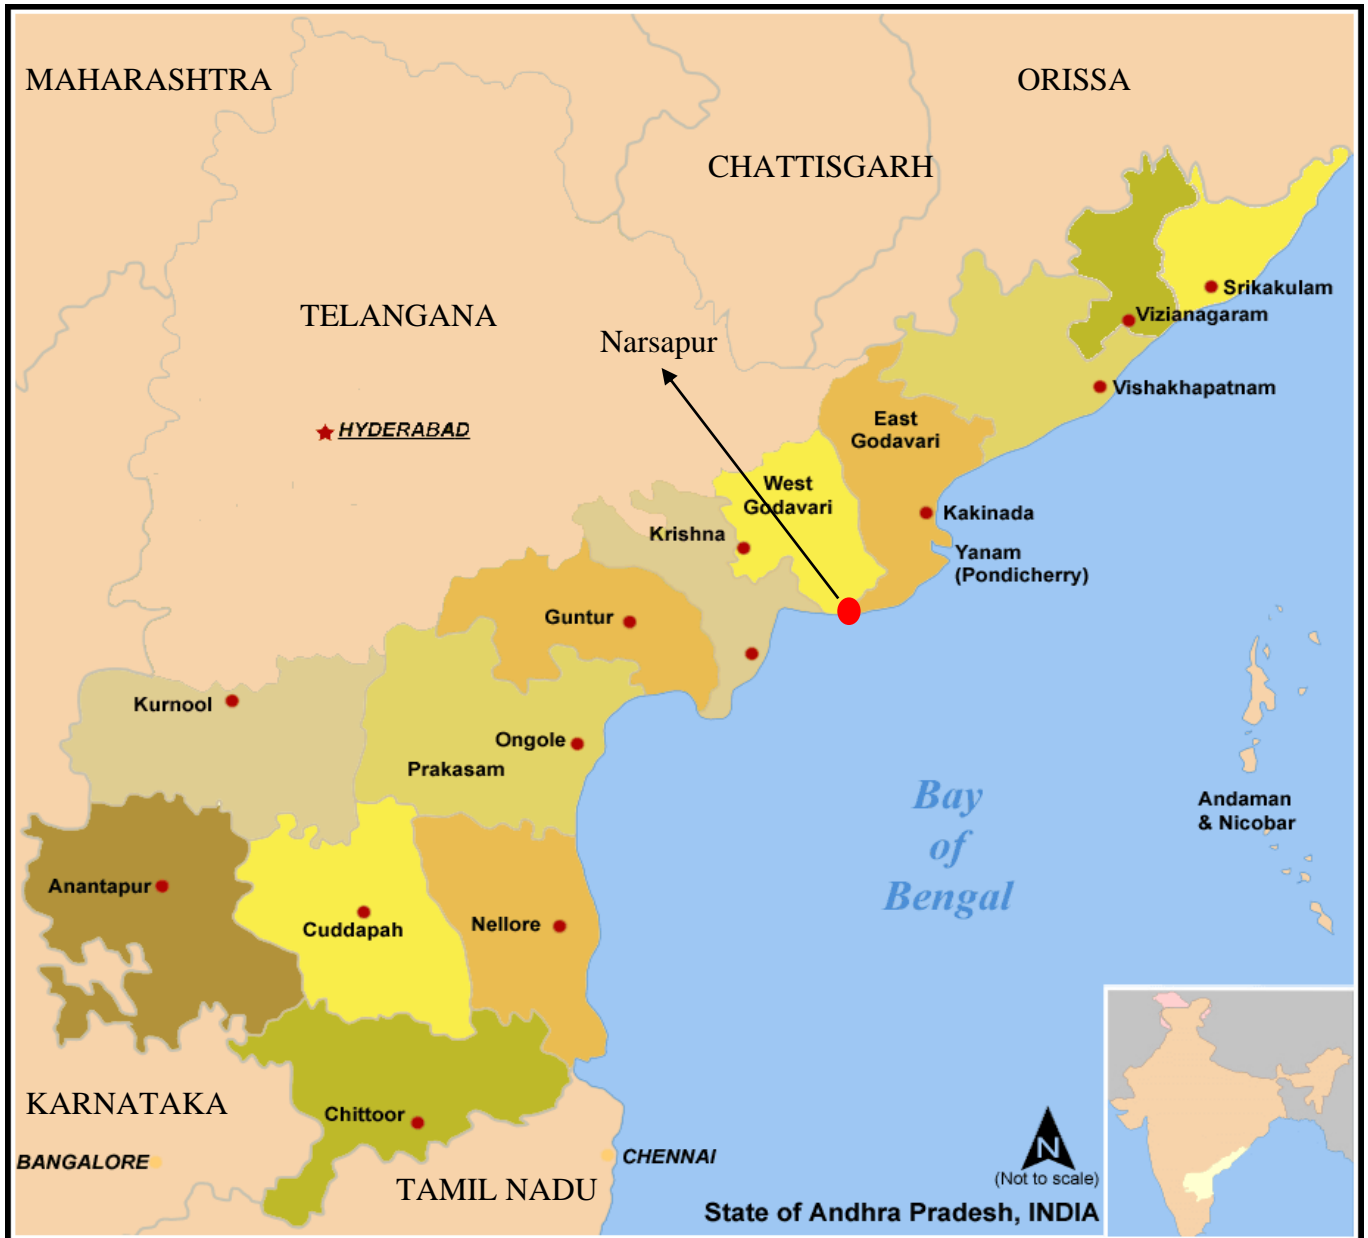 MAHARASHTRA
ORISSA
CHATTISGARH
Srikakulam
TELANGANA
Vizianagaram
Narsapur
Vishakhapatnam
HYDERABAD
East
Godavari
West
Godavari
Kakinada
Krishna
Yanam
(Pondicherry)
Guntur
Kurnool
Ongole
Prakasam
Bay
of
Bengal
Andaman
& Nicobar
Anantapur
Cuddapah
Nellore
KARNATAKA
Chittoor
BANGALORE
CHENNAI
TAMIL NADU
N
(Not to scale)
State of Andhra Pradesh, INDIA